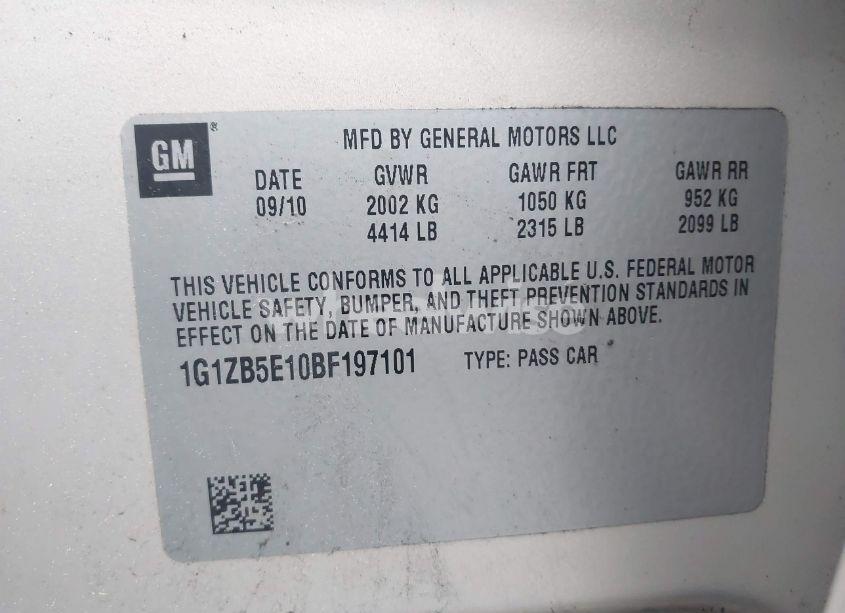 GM®
MFD BY GENERAL MOTORS LLC
DATE GVWR GAWR FRT GAWR RR
09/10 2002 KG 1050 KG 952 KG
4414 LB 2315 LB 2099 LB
THIS VEHICLE CONFORMS TO ALL APPLICABLE U.S. FEDERAL MOTOR
VEHICLE SAFETY, BUMPER, AND THEFT PREVENTION STANDARDS IN
EFFECT ON THE DATE OF MANUFACTURE SHOWN ABOVE.
1G1ZB5E10BF197101 TYPE: PASS CAR